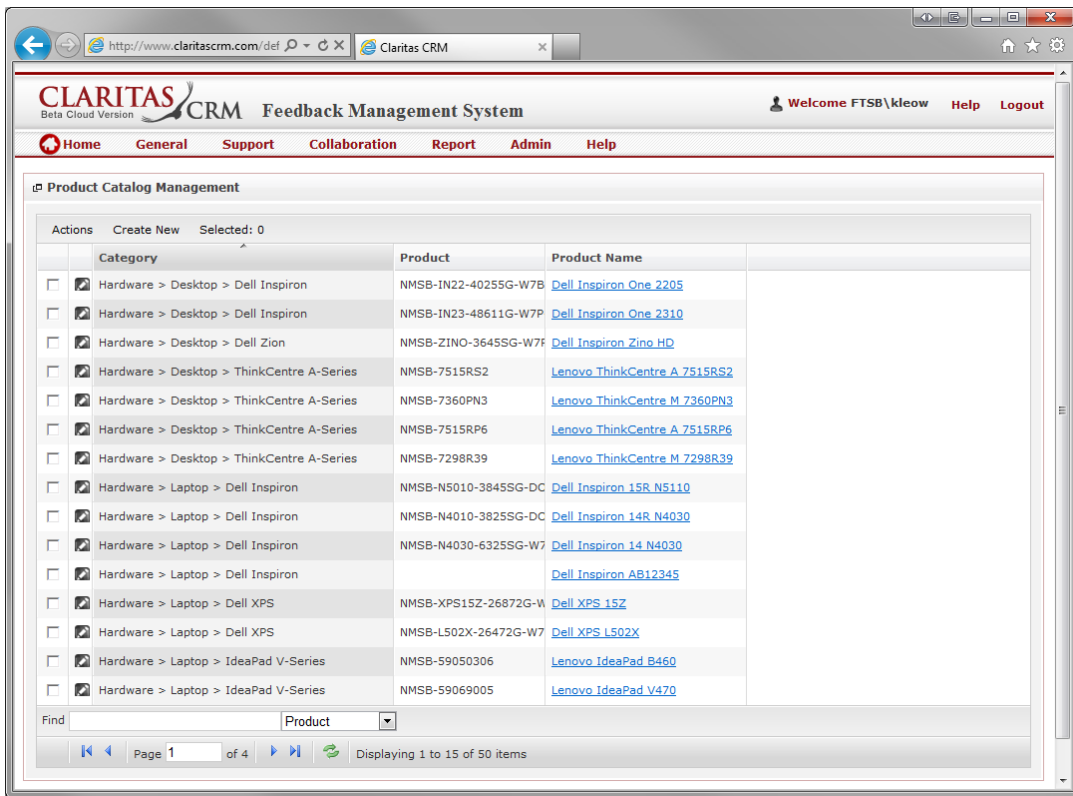 http://www.claritascrm.com/def
Claritas CRM
CLARITAS CRM
Beta Cloud Version
Feedback Management System
Welcome FTSB\kleow Help Logout
Home General Support Collaboration Report Admin Help
Product Catalog Management
Actions Create New Selected: 0
Category Product Product Name
Hardware > Desktop > Dell Inspiron NMSB-IN22-40255G-W7B Dell Inspiron One 2205
Hardware > Desktop > Dell Inspiron NMSB-IN23-48611G-W7P Dell Inspiron One 2310
Hardware > Desktop > Dell Zion NMSB-ZINO-3645SG-W7F Dell Inspiron Zino HD
Hardware > Desktop > ThinkCentre A-Series NMSB-7515RS2 Lenovo ThinkCentre A 7515RS2
Hardware > Desktop > ThinkCentre A-Series NMSB-7360PN3 Lenovo ThinkCentre M 7360PN3
Hardware > Desktop > ThinkCentre A-Series NMSB-7515RP6 Lenovo ThinkCentre A 7515RP6
Hardware > Desktop > ThinkCentre A-Series NMSB-7298R39 Lenovo ThinkCentre M 7298R39
Hardware > Laptop > Dell Inspiron NMSB-N5010-3845SG-DC Dell Inspiron 15R N5110
Hardware > Laptop > Dell Inspiron NMSB-N4010-3825SG-DC Dell Inspiron 14R N4030
Hardware > Laptop > Dell Inspiron NMSB-N4030-6325SG-W7 Dell Inspiron 14 N4030
Hardware > Laptop > Dell Inspiron Dell Inspiron AB12345
Hardware > Laptop > Dell XPS NMSB-XPS15Z-26872G-W Dell XPS 15Z
Hardware > Laptop > Dell XPS NMSB-L502X-26472G-W7 Dell XPS L502X
Hardware > Laptop > IdeaPad V-Series NMSB-59050306 Lenovo IdeaPad B460
Hardware > Laptop > IdeaPad V-Series NMSB-59069005 Lenovo IdeaPad V470
Find Product
Page 1 of 4 Displaying 1 to 15 of 50 items